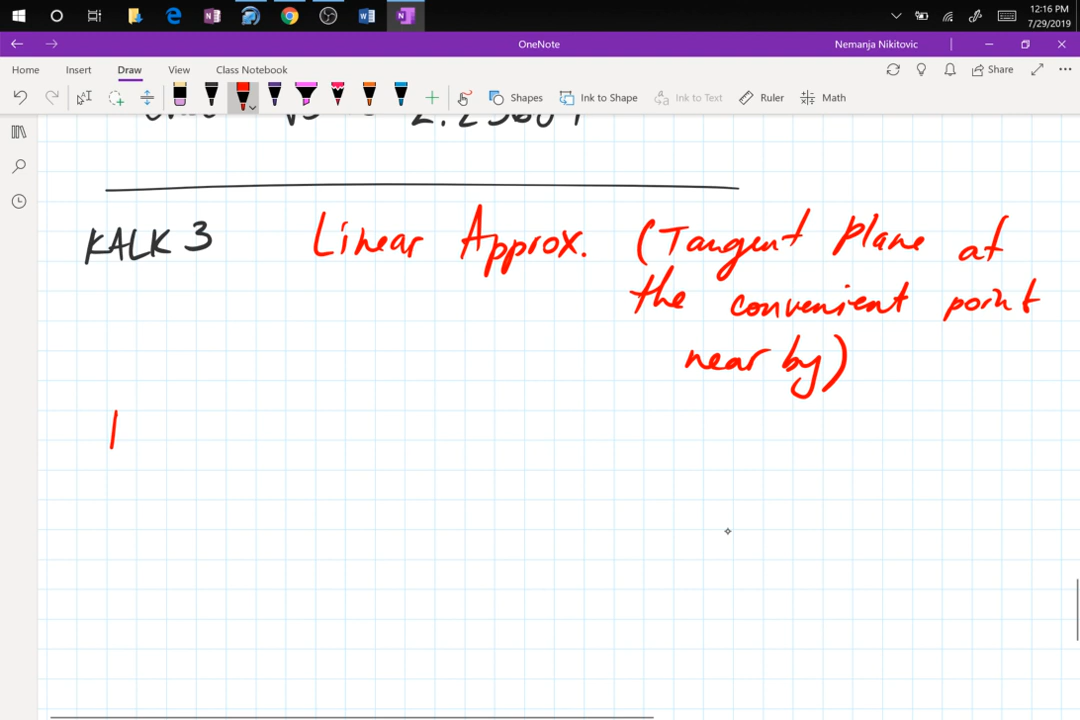 12:16 PM
7/29/2019
OneNote
Nemanja Nikitovic
Home Insert Draw View Class Notebook
Share
Shapes Ink to Shape Ink to Text Ruler Math
KALK 3 Linear Approx. (Tangent plane at
the convenient point
near by)